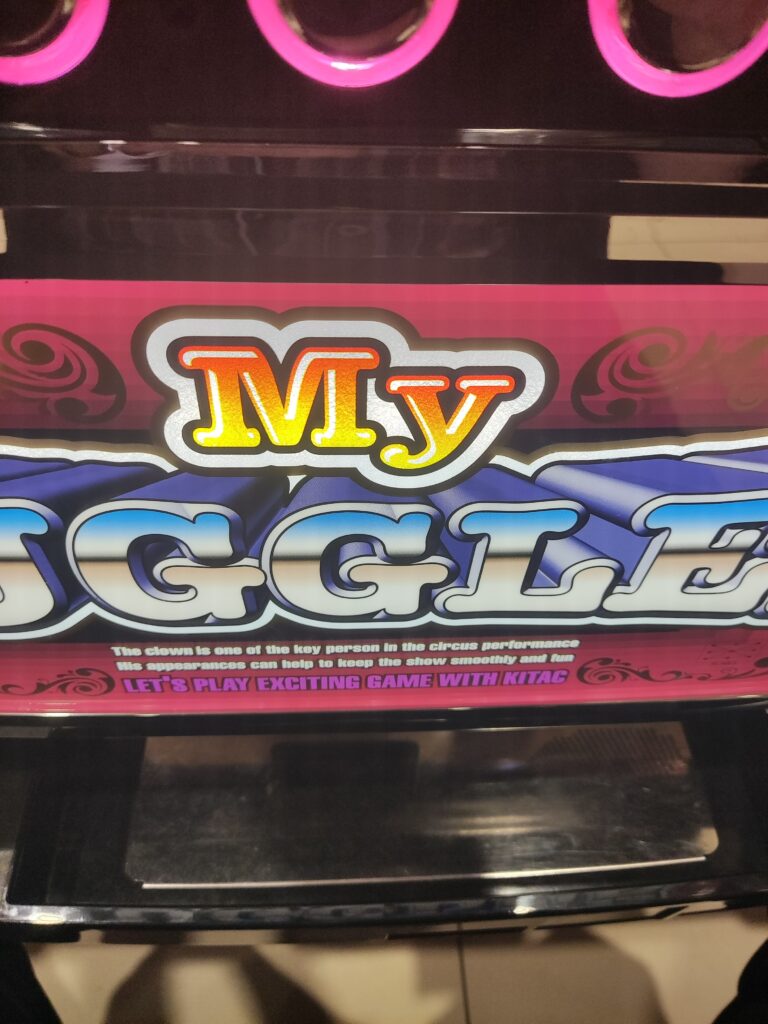 My
UGGLE
The clown is one of the key person in the circus performance
His appearances can help to keep the show smoothly and fun
LET'S PLAY EXCITING GAME WITH KITAC